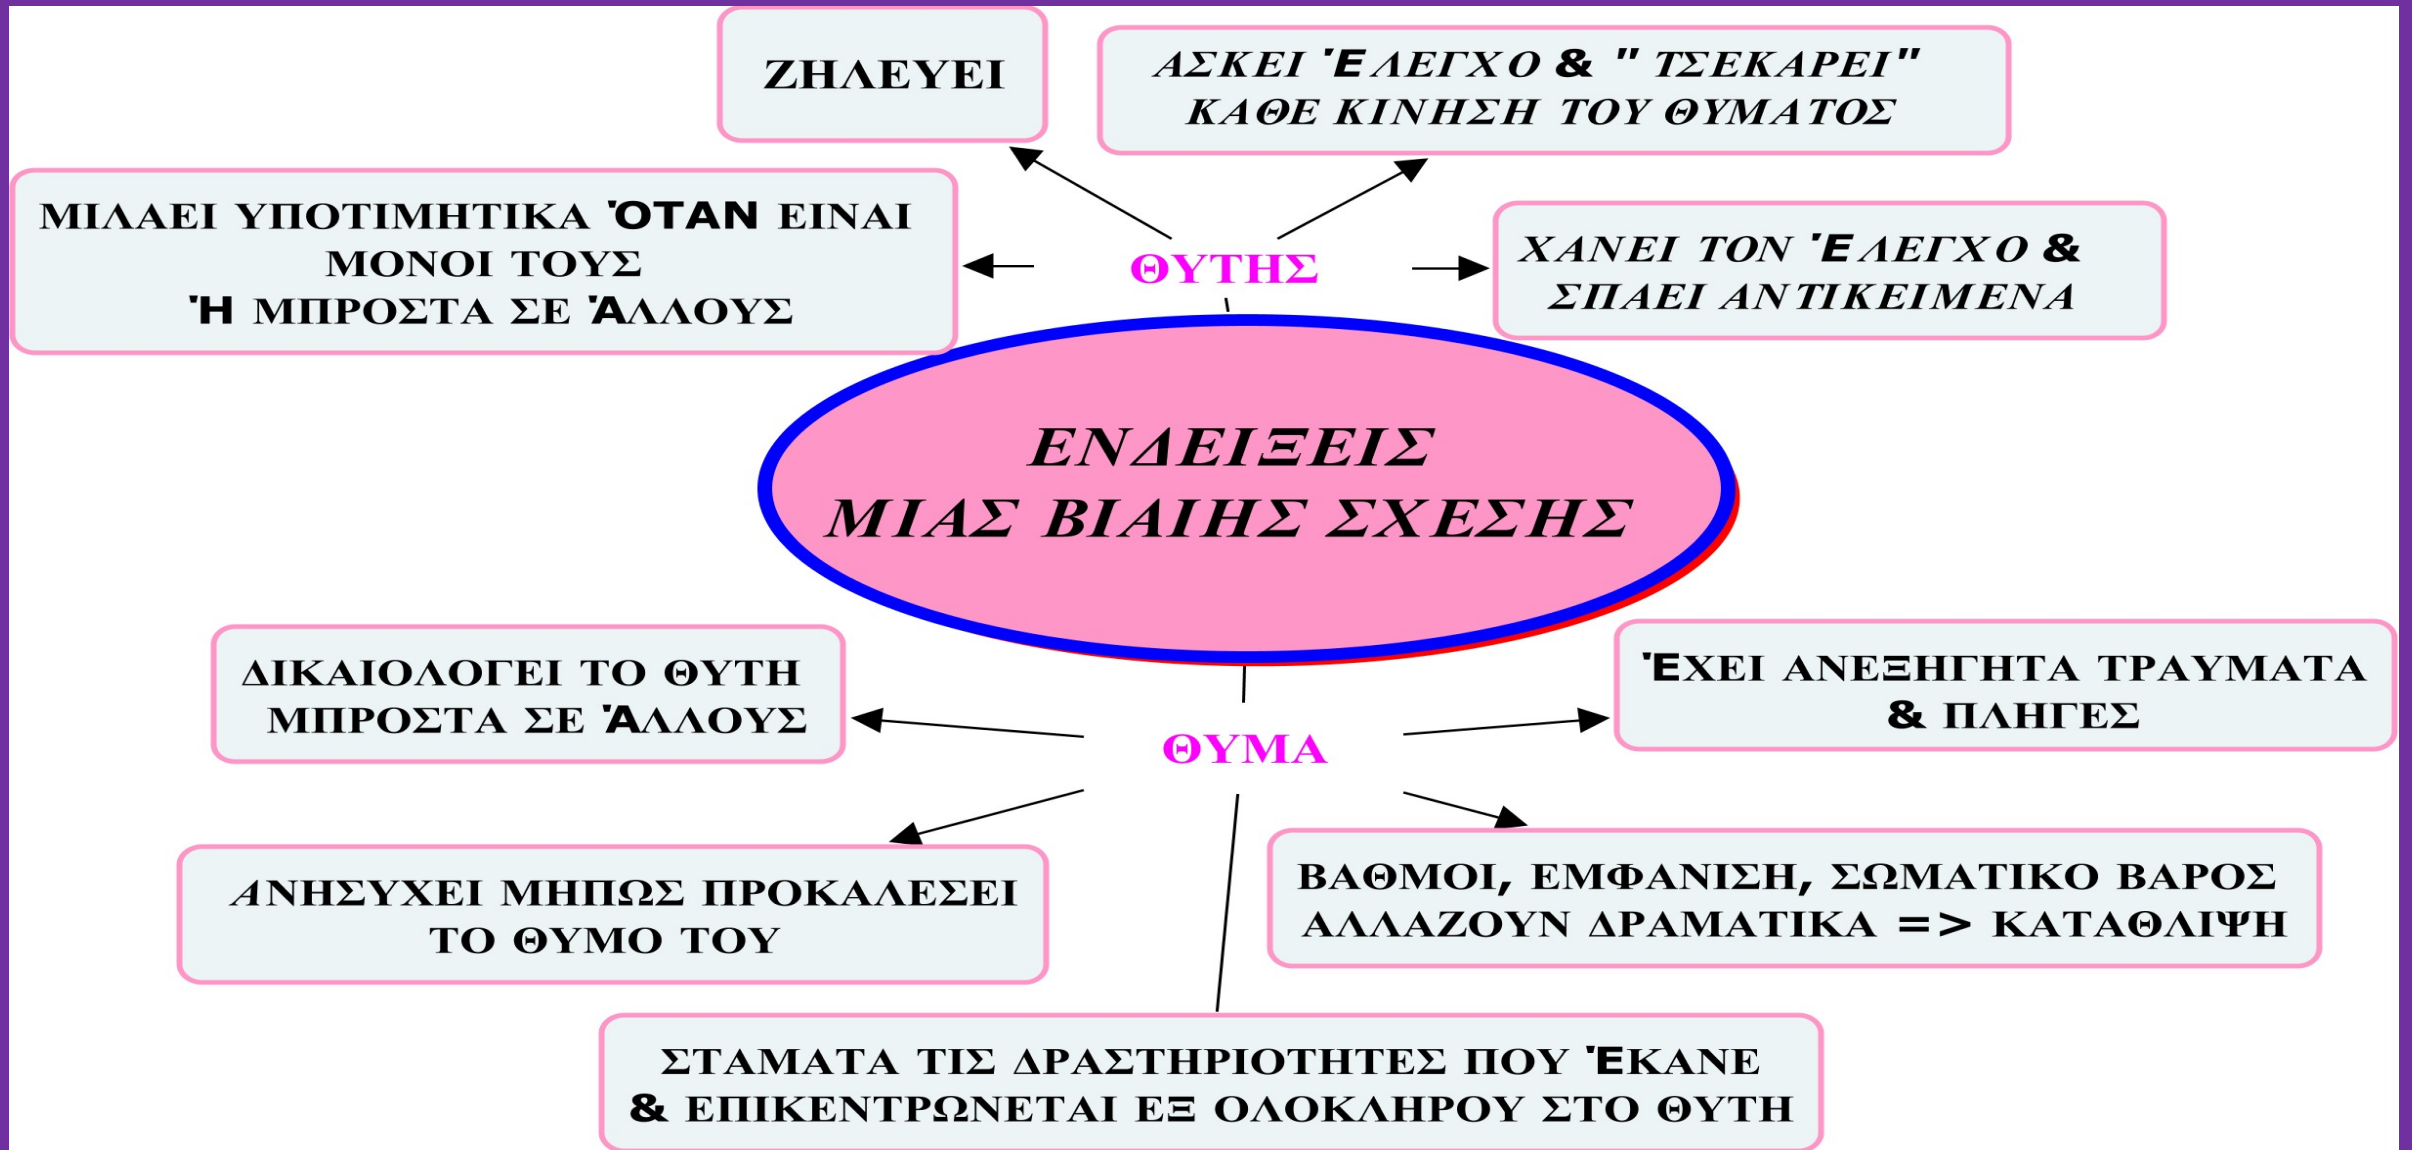 ΖΗΛΕΥΕΙ
ΑΣΚΕΙ ΈΛΕΓΧΟ & " ΤΣΕΚΑΡΕΙ"
ΚΑΘΕ ΚΙΝΗΣΗ ΤΟΥ ΘΥΜΑΤΟΣ
ΜΙΛΑΕΙ ΥΠΟΤΙΜΗΤΙΚΑ ΌΤΑΝ ΕΙΝΑΙ
ΜΟΝΟΙ ΤΟΥΣ
Ή ΜΠΡΟΣΤΑ ΣΕ ΆΛΛΟΥΣ
ΘΥΤΗΣ
ΧΑΝΕΙ ΤΟΝ ΈΛΕΓΧΟ &
ΣΠΑΕΙ ΑΝΤΙΚΕΙΜΕΝΑ
ΕΝΔΕΙΞΕΙΣ
ΜΙΑΣ ΒΙΑΙΗΣ ΣΧΕΣΗΣ
ΔΙΚΑΙΟΛΟΓΕΙ ΤΟ ΘΥΤΗ
ΜΠΡΟΣΤΑ ΣΕ ΆΛΛΟΥΣ
ΘΥΜΑ
ΈΧΕΙ ΑΝΕΞΗΓΗΤΑ ΤΡΑΥΜΑΤΑ
& ΠΛΗΓΕΣ
ΑΝΗΣΥΧΕΙ ΜΗΠΩΣ ΠΡΟΚΑΛΕΣΕΙ
ΤΟ ΘΥΜΟ ΤΟΥ
ΒΑΘΜΟΙ, ΕΜΦΑΝΙΣΗ, ΣΩΜΑΤΙΚΟ ΒΑΡΟΣ
ΑΛΛΑΖΟΥΝ ΔΡΑΜΑΤΙΚΑ => ΚΑΤΑΘΛΙΨΗ
ΣΤΑΜΑΤΑ ΤΙΣ ΔΡΑΣΤΗΡΙΟΤΗΤΕΣ ΠΟΥ ΈΚΑΝΕ
& ΕΠΙΚΕΝΤΡΩΝΕΤΑΙ ΕΞ ΟΛΟΚΛΗΡΟΥ ΣΤΟ ΘΥΤΗ